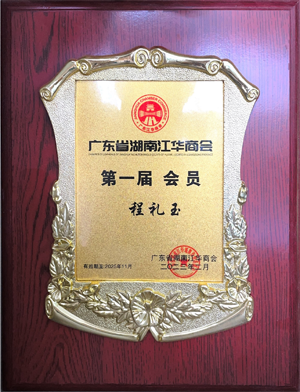 广东省湖南江华商会
第一届 会员
程礼玉
广东省湖南江华商会
有效期至2025年11月
二〇二三年二月